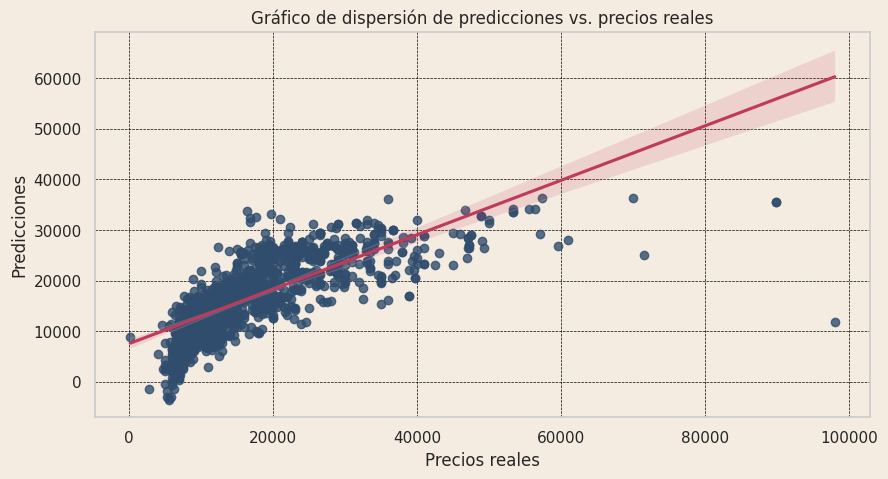 Gráfico de dispersión de predicciones vs. precios reales
Predicciones
60000
50000
40000
30000
20000
10000
0
0 20000 40000 60000 80000 100000
Precios reales